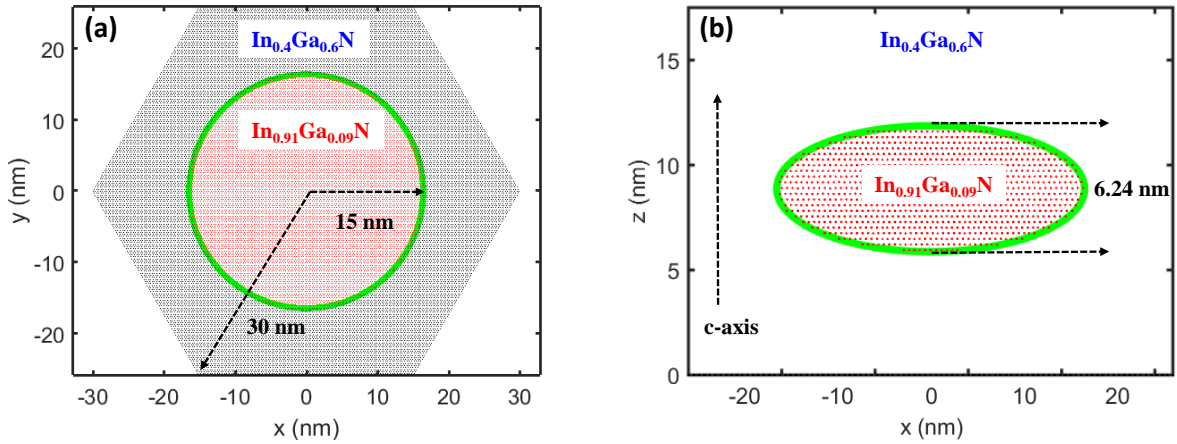 (a)
In0.4Ga0.6N
In0.91Ga0.09N
15 nm
30 nm
y (nm)
20
10
0
-10
-20
-30 -20 -10 0 10 20 30
x (nm)
(b)
In0.4Ga0.6N
In0.91Ga0.09N
6.24 nm
c-axis
z (nm)
15
10
5
0
-20 -10 0 10 20
x (nm)